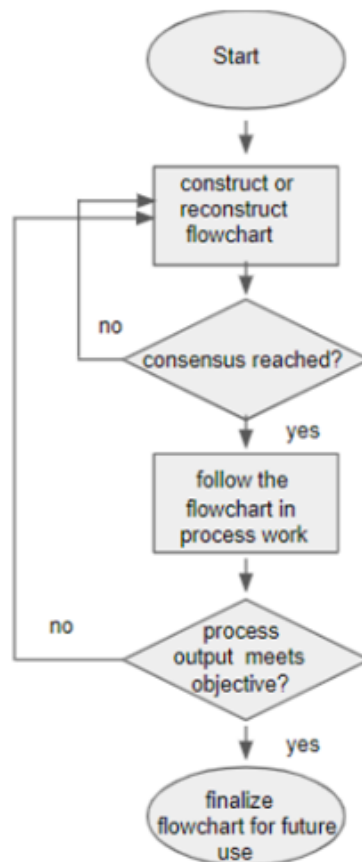 Start
construct or
reconstruct
flowchart
no
consensus reached?
yes
follow the
flowchart in
process work
no
process
output meets
objective?
yes
finalize
flowchart for future
use